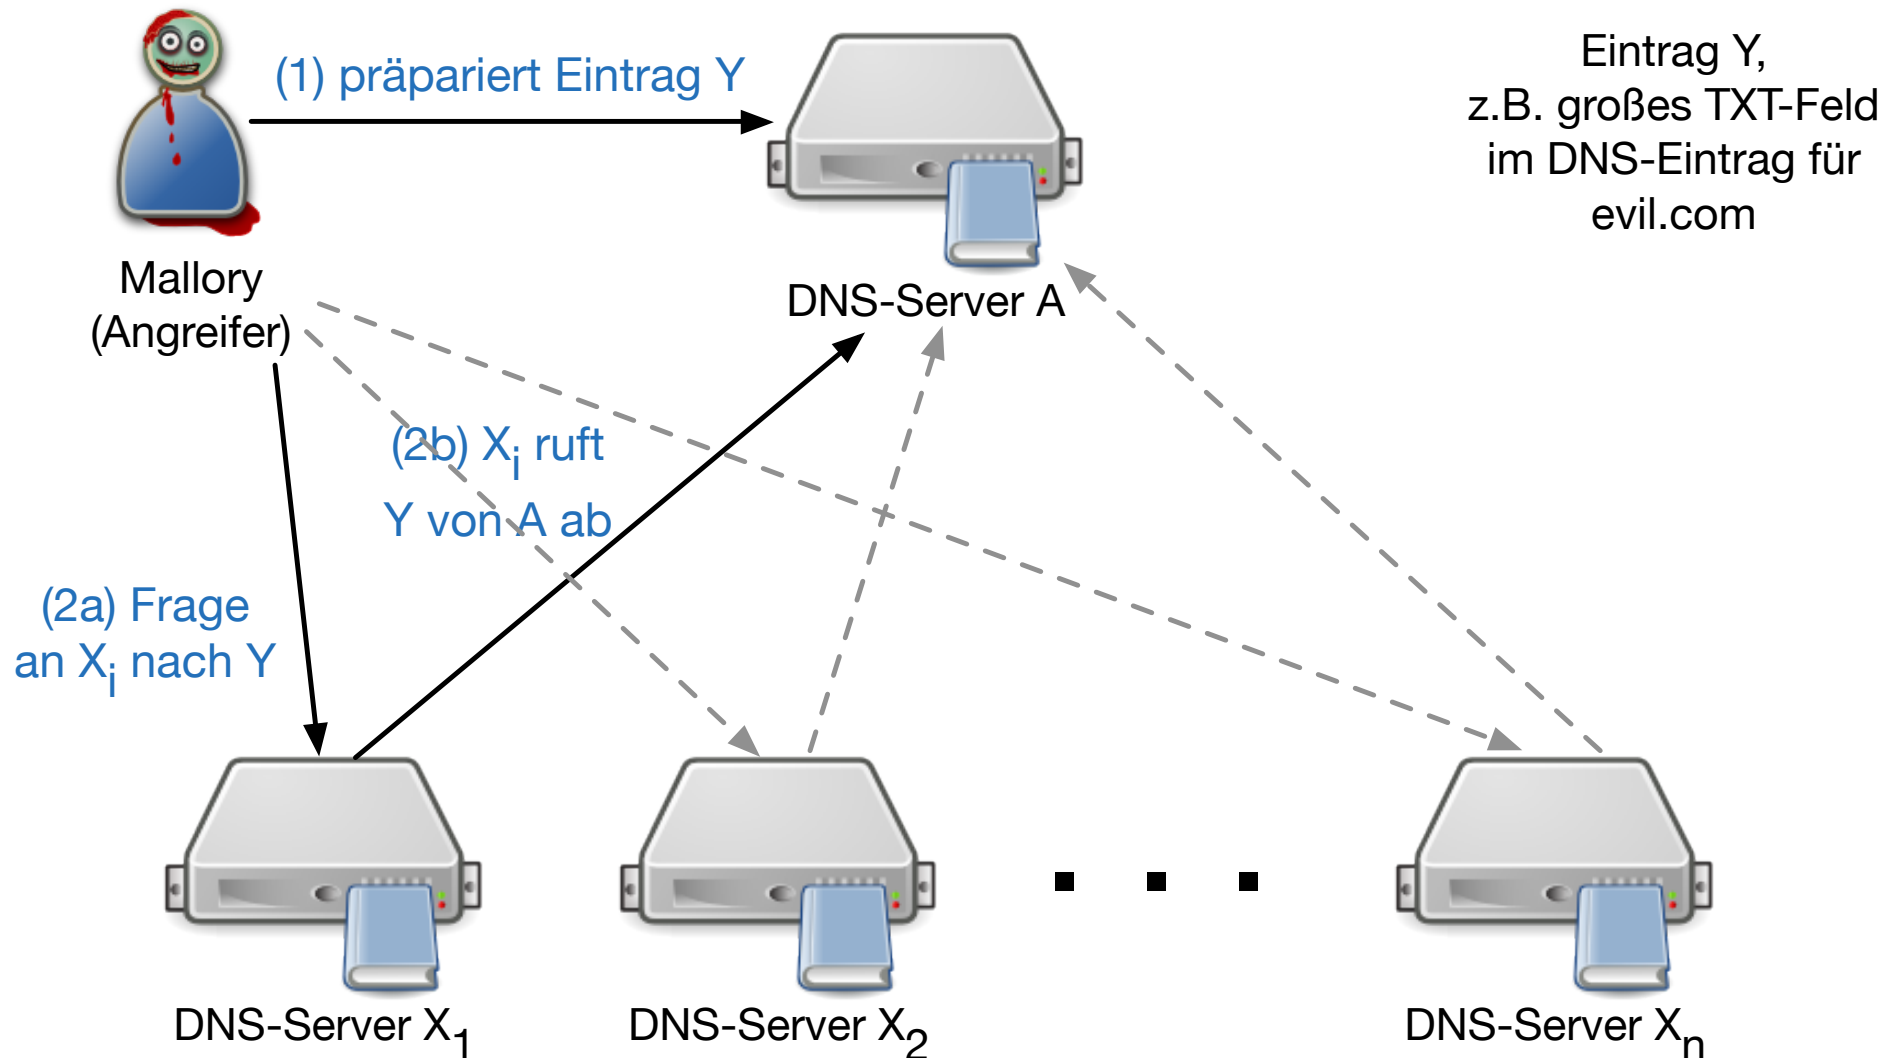 (1) präpariert Eintrag Y
Eintrag Y,
z.B. großes TXT-Feld
im DNS-Eintrag für
evil.com
Mallory
(Angreifer)
DNS-Server A
(2b) Xi ruft
Y von A ab
(2a) Frage
an Xi nach Y
DNS-Server X1
DNS-Server X2
DNS-Server Xn